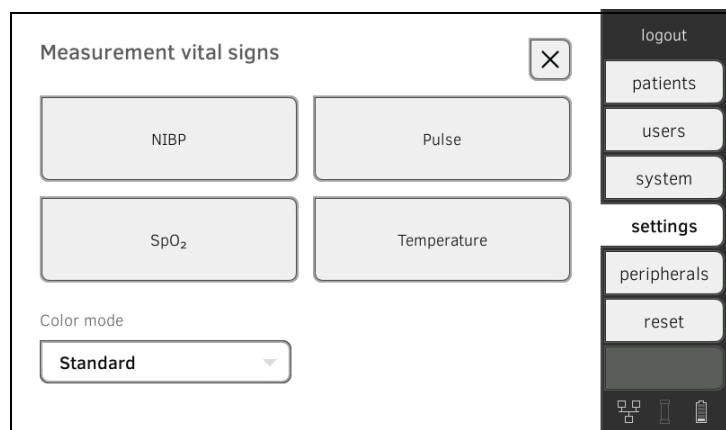 Measurement vital signs
NIBP
Pulse
SpO₂
Temperature
Color mode
Standard
logout
patients
users
system
settings
peripherals
reset